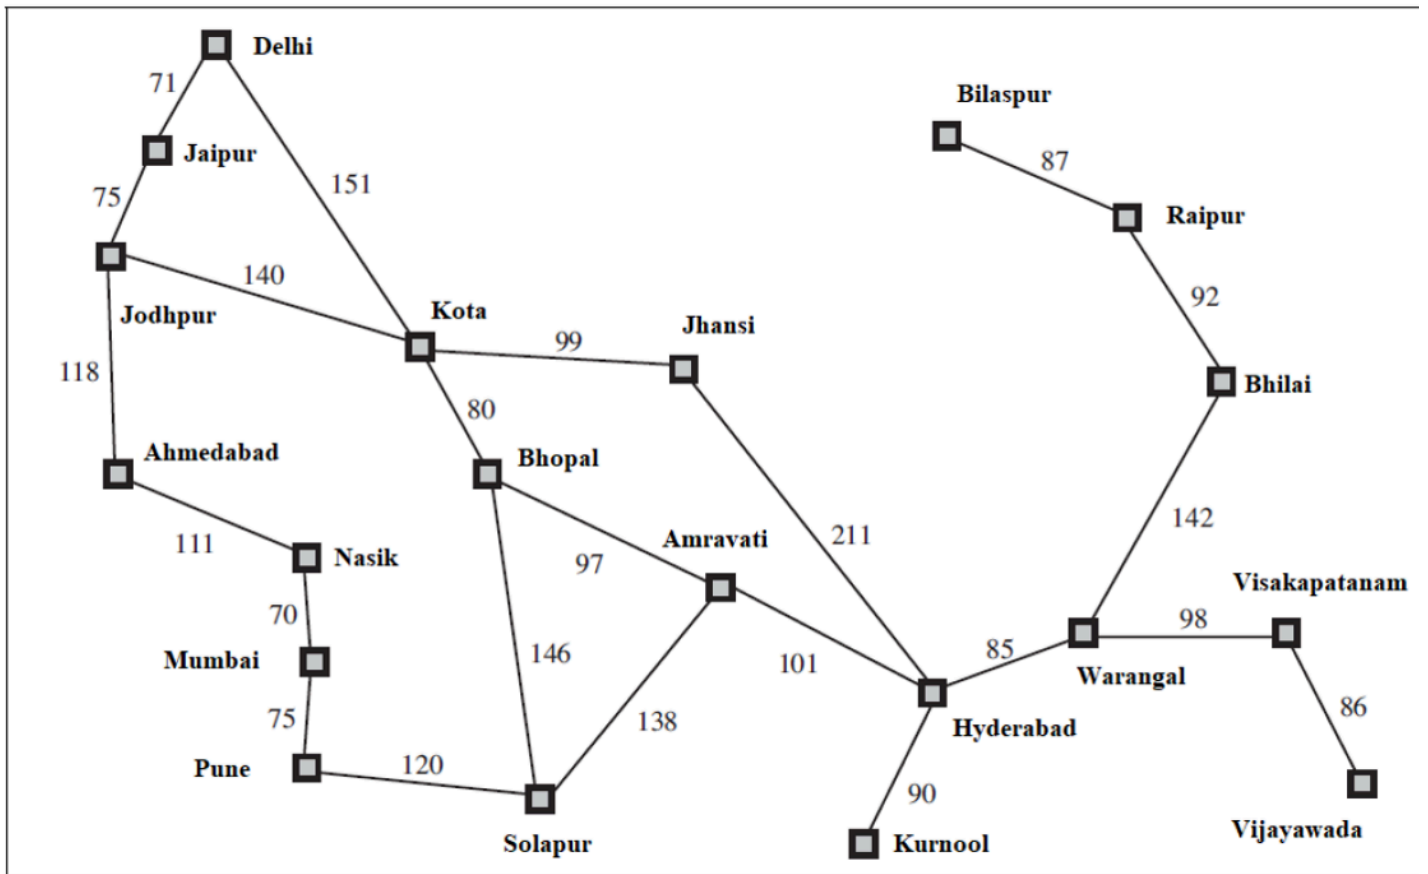 Delhi
71
Bilaspur
Jaipur
87
151
75
Raipur
140
92
Kota
Jodhpur
Jhansi
99
118
Bhilai
80
Ahmedabad
Bhopal
142
211
Amravati
111
Nasik
97
Visakapatanam
70
98
146
85
Mumbai
101
Warangal
75
138
86
Hyderabad
Pune
120
90
Solapur
Kurnool
Vijayawada